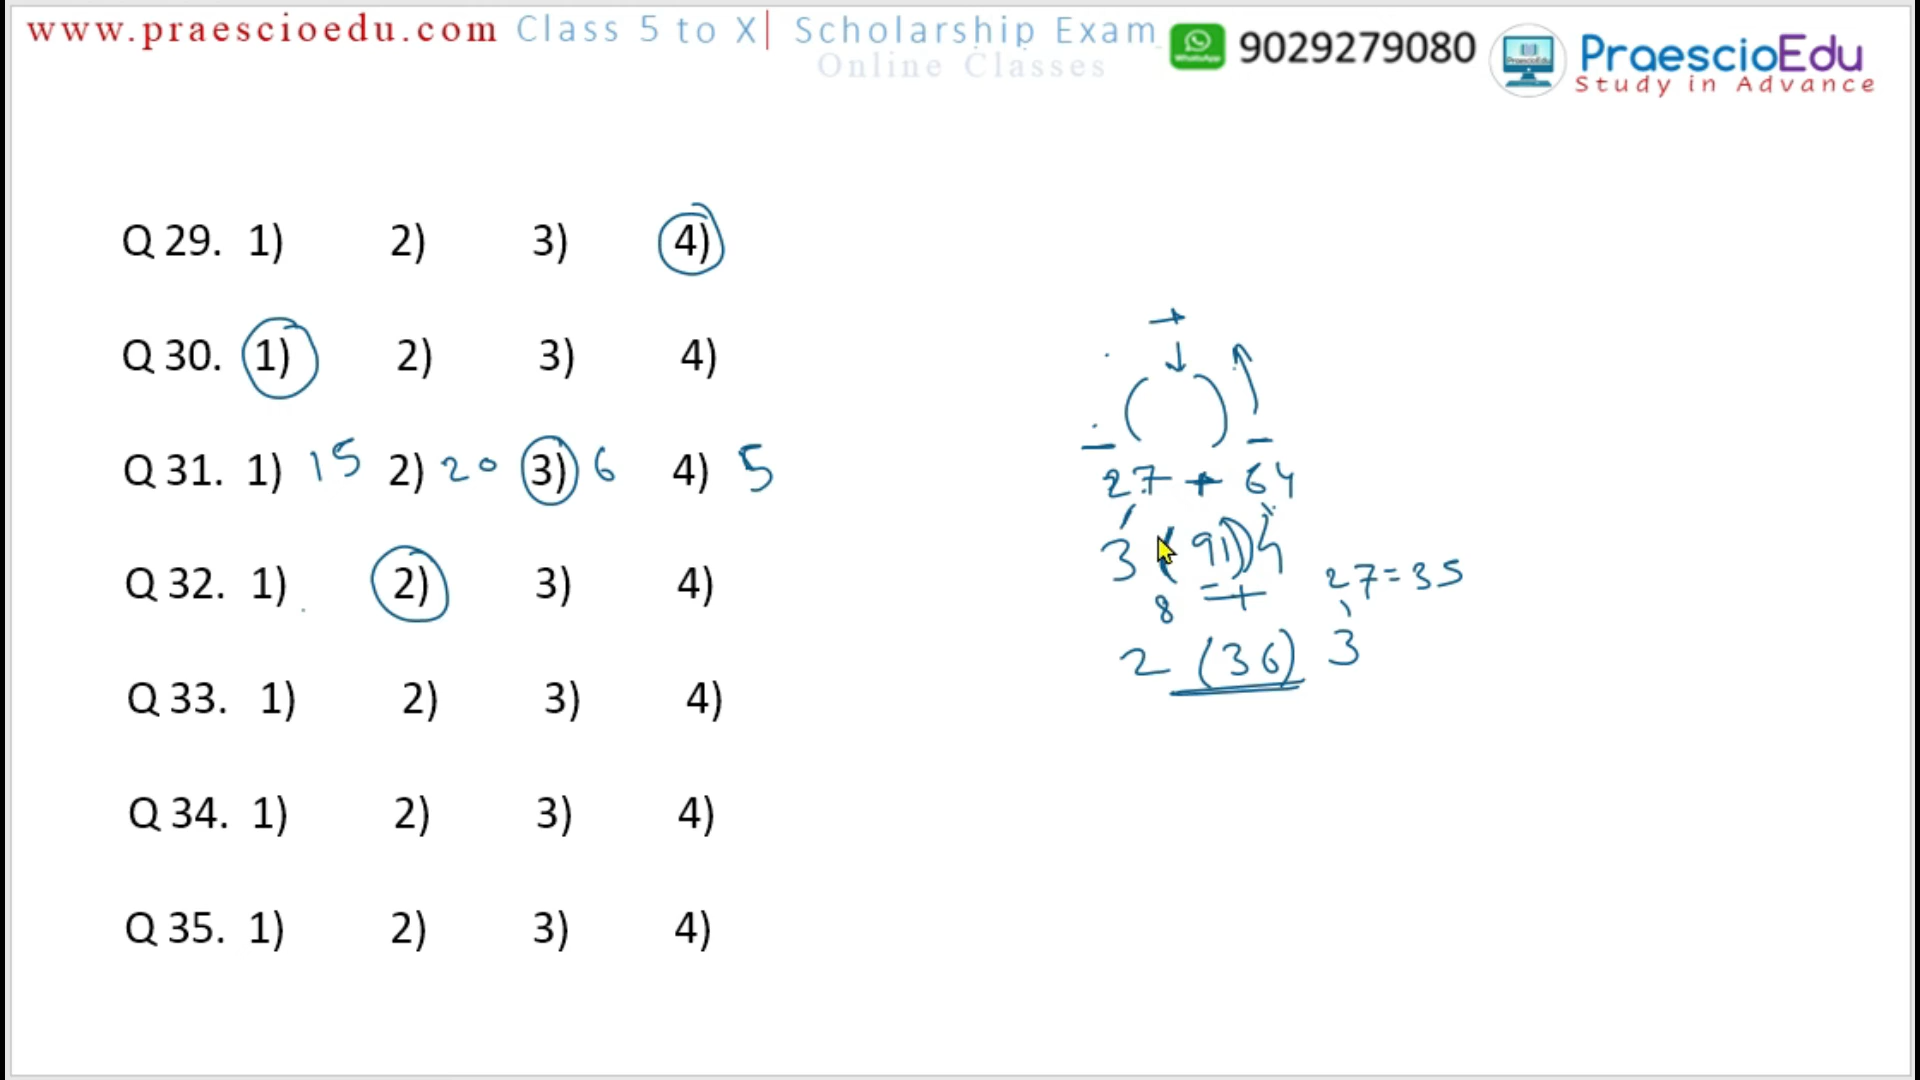 www.praescioedu.com Class 5 to X| Scholarship Exam 9029279080 PraescioEdu
Online Classes Study in Advance
Q 29. 1) 2) 3) 4)
Q 30. 1) 2) 3) 4)
Q 31. 1) 15 2) 20 3) 6 4) 5
Q 32. 1) 2) 3) 4)
Q 33. 1) 2) 3) 4)
Q 34. 1) 2) 3) 4)
Q 35. 1) 2) 3) 4)
+
( )
27 + 64
3 (91) 4
8 27=35
2 (36) 3